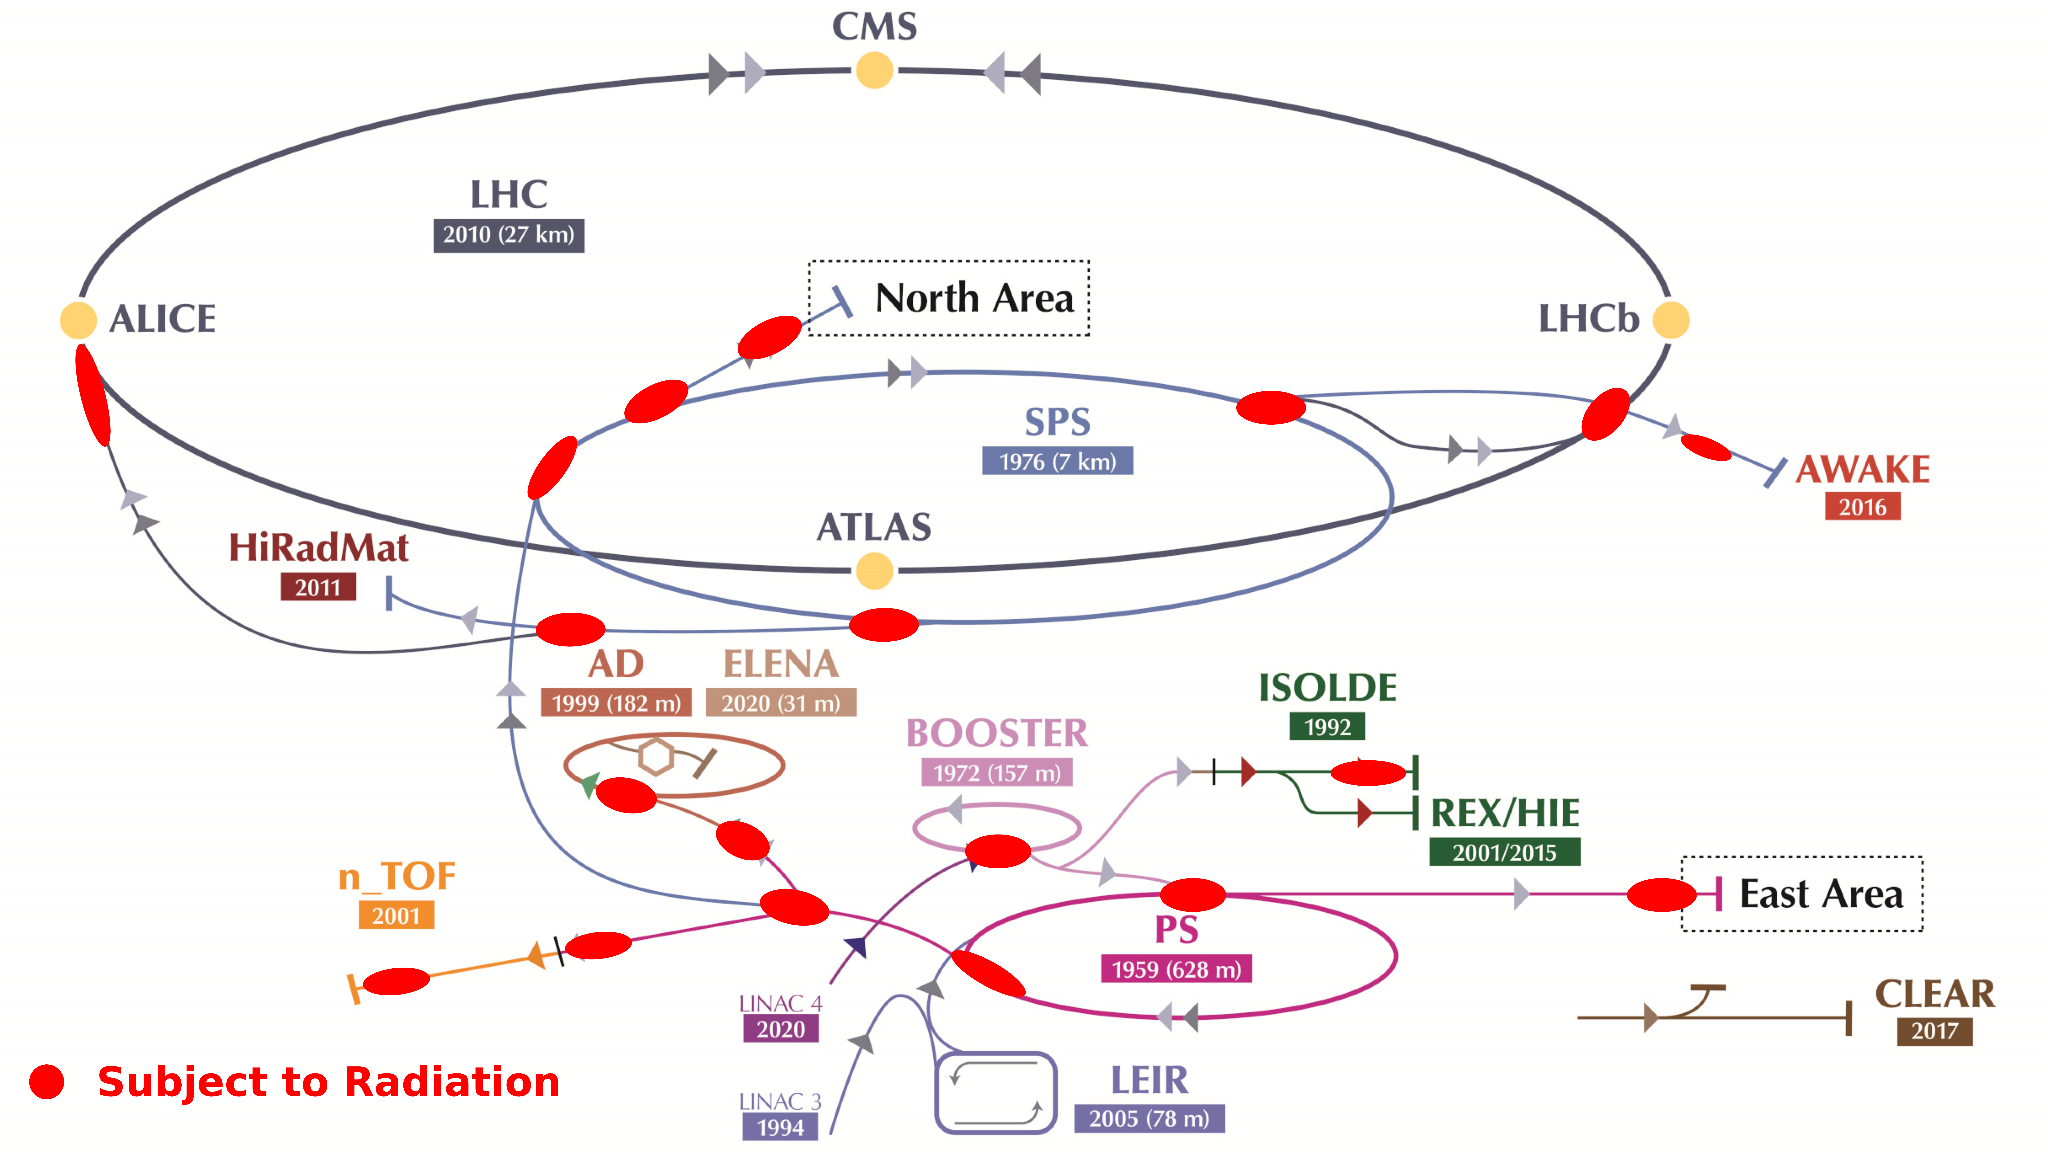 CMS
LHC
2010 (27 km)
North Area
ALICE
LHCb
SPS
1976 (7 km)
AWAKE
2016
ATLAS
HiRadMat
2011
AD
1999 (182 m)
ELENA
2020 (31 m)
ISOLDE
1992
BOOSTER
1972 (157 m)
REX/HIE
2001/2015
n_TOF
2001
East Area
PS
1959 (628 m)
LINAC 4
2020
CLEAR
2017
Subject to Radiation
LEIR
2005 (78 m)
LINAC 3
1994